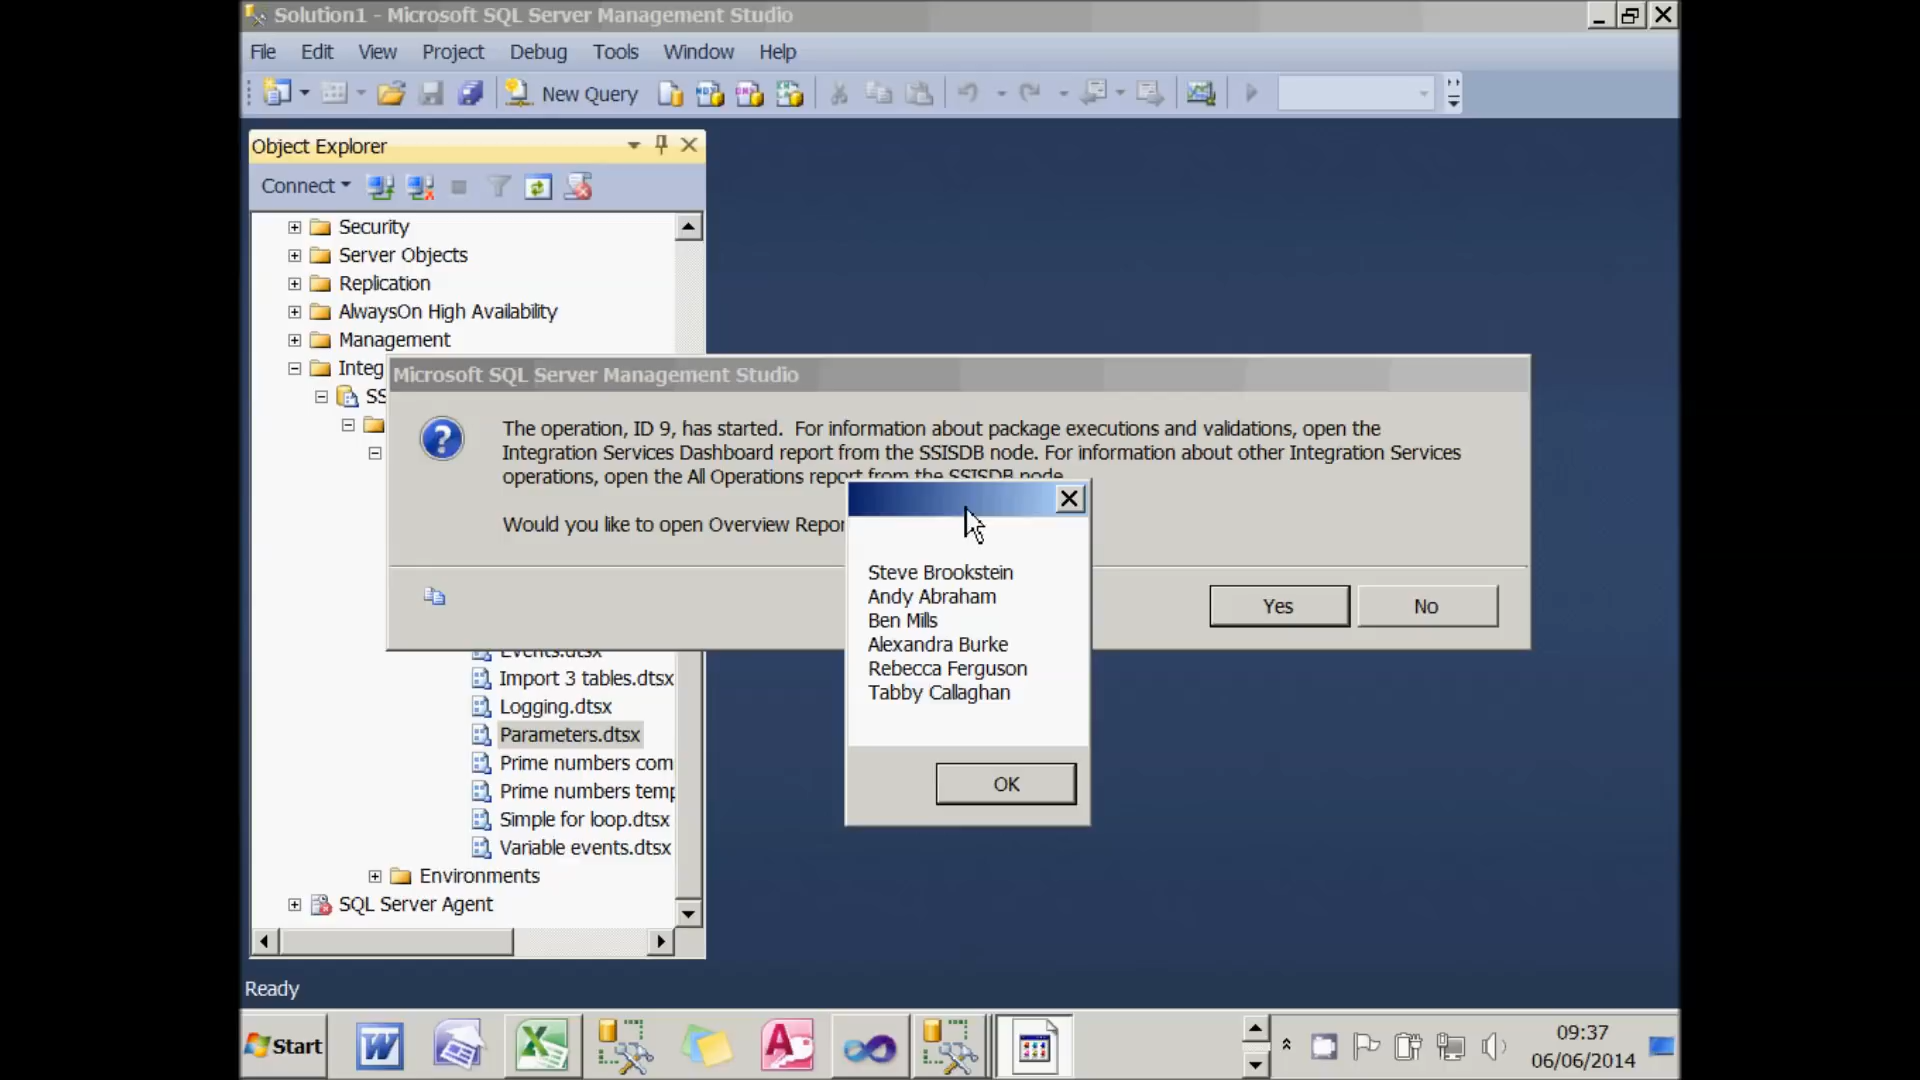 Solution1 - Microsoft SQL Server Management Studio
File Edit View Project Debug Tools Window Help
New Query
Object Explorer
Connect
Security
Server Objects
Replication
AlwaysOn High Availability
Management
Integ
SS
Microsoft SQL Server Management Studio
The operation, ID 9, has started. For information about package executions and validations, open the
Integration Services Dashboard report from the SSISDB node. For information about other Integration Services
operations, open the All Operations report from the SSISDB node.
Would you like to open Overview Repor
Yes No
Steve Brookstein
Andy Abraham
Ben Mills
Alexandra Burke
Rebecca Ferguson
Tabby Callaghan
OK
Events.dtsx
Import 3 tables.dtsx
Logging.dtsx
Parameters.dtsx
Prime numbers com
Prime numbers temp
Simple for loop.dtsx
Variable events.dtsx
Environments
SQL Server Agent
Ready
Start
09:37
06/06/2014